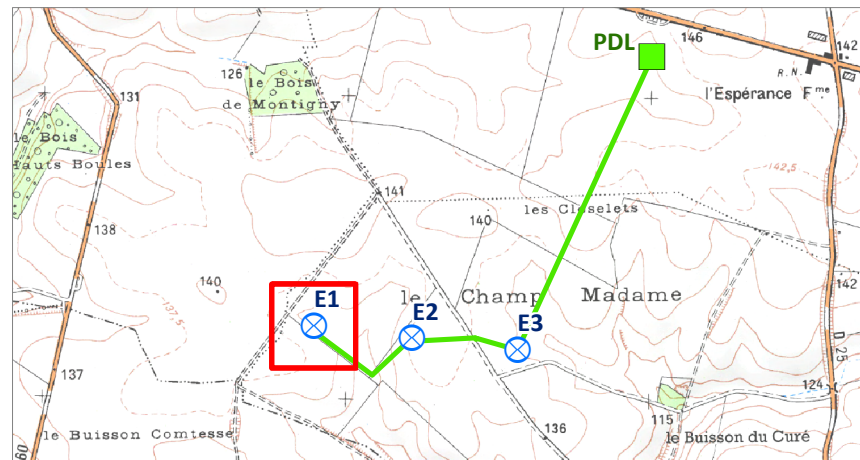 PDL
146
142
126
le Bois
de Montigny
R.N.
l'Espérance Fme
131
le Bois
Hauts Boules
142,5
141
les Closelets
140
138
140
137,5
E1
le Champ Madame
E2
E3
142
D 25
137
124
115
le Buisson Comtesse
136
le Buisson du Curé
60